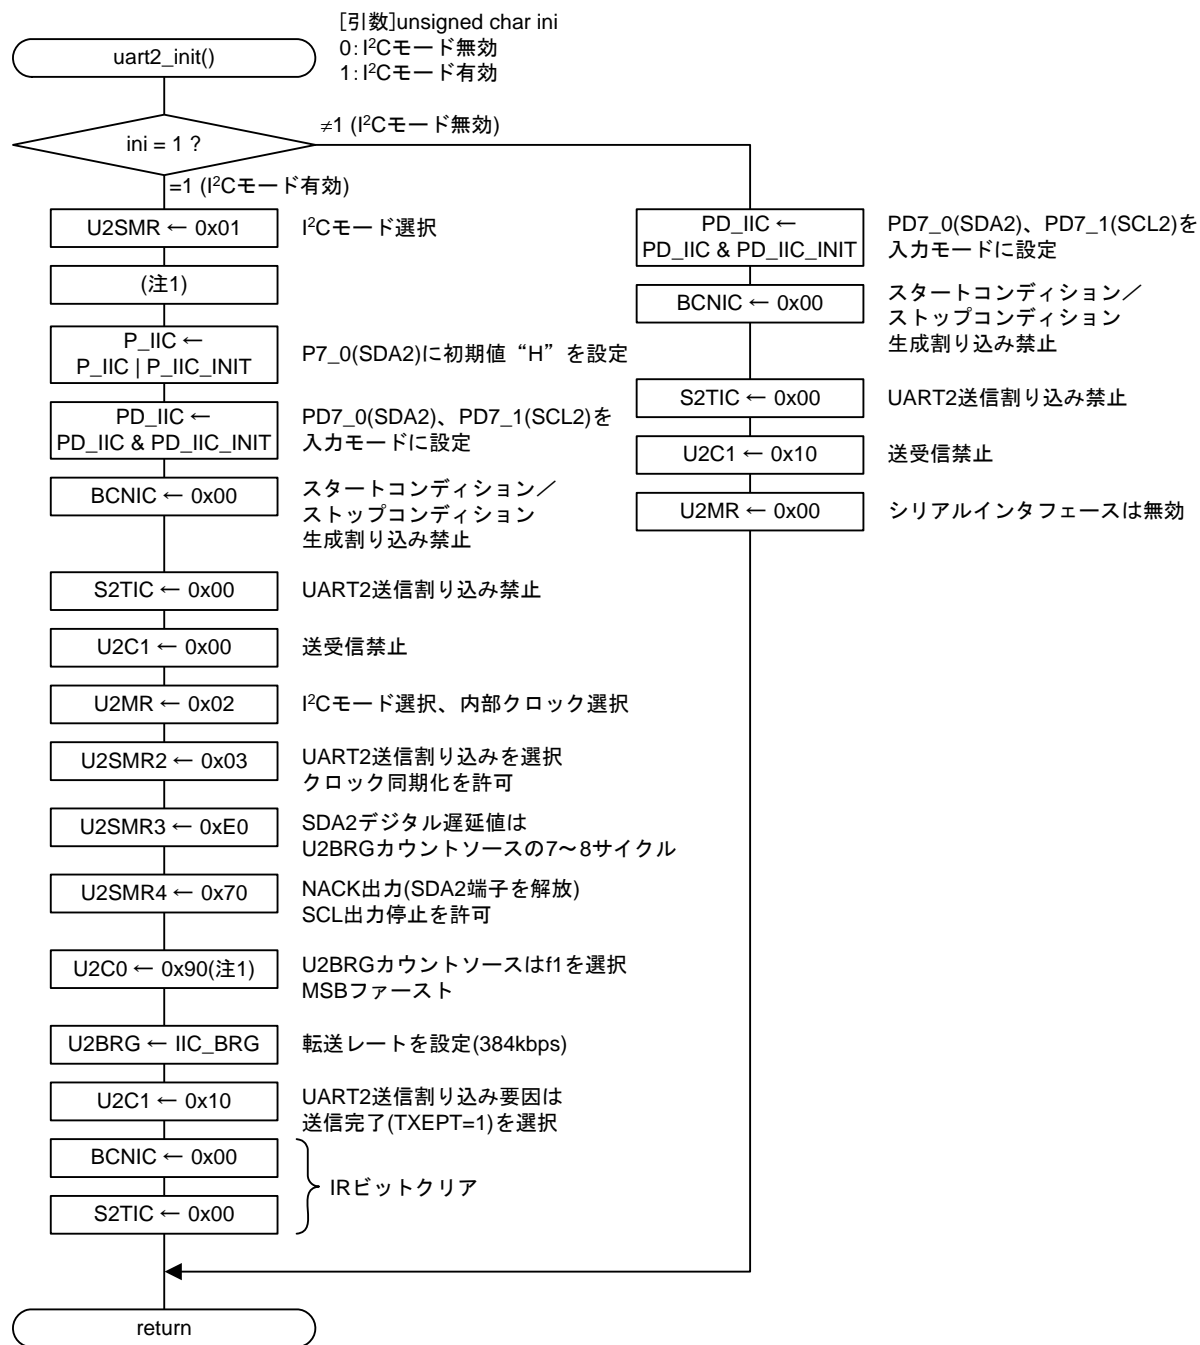 [引数]unsigned char ini
0: I²Cモード無効
1: I²Cモード有効
uart2_init()
ini = 1 ?
≠1 (I²Cモード無効)
=1 (I²Cモード有効)
U2SMR ← 0x01
I²Cモード選択
(注1)
P_IIC ←
P_IIC | P_IIC_INIT
P7_0(SDA2)に初期値“H”を設定
PD_IIC ←
PD_IIC & PD_IIC_INIT
PD7_0(SDA2)、PD7_1(SCL2)を
入力モードに設定
BCNIC ← 0x00
スタートコンディション／
ストップコンディション
生成割り込み禁止
S2TIC ← 0x00
UART2送信割り込み禁止
U2C1 ← 0x00
送受信禁止
U2MR ← 0x02
I²Cモード選択、内部クロック選択
U2SMR2 ← 0x03
UART2送信割り込みを選択
クロック同期化を許可
U2SMR3 ← 0xE0
SDA2デジタル遅延値は
U2BRGカウントソースの7～8サイクル
U2SMR4 ← 0x70
NACK出力(SDA2端子を解放)
SCL出力停止を許可
U2C0 ← 0x90(注1)
U2BRGカウントソースはf1を選択
MSBファースト
U2BRG ← IIC_BRG
転送レートを設定(384kbps)
U2C1 ← 0x10
UART2送信割り込み要因は
送信完了(TXEPT=1)を選択
BCNIC ← 0x00
S2TIC ← 0x00
IRビットクリア
PD_IIC ←
PD_IIC & PD_IIC_INIT
PD7_0(SDA2)、PD7_1(SCL2)を
入力モードに設定
BCNIC ← 0x00
スタートコンディション／
ストップコンディション
生成割り込み禁止
S2TIC ← 0x00
UART2送信割り込み禁止
U2C1 ← 0x10
送受信禁止
U2MR ← 0x00
シリアルインタフェースは無効
return